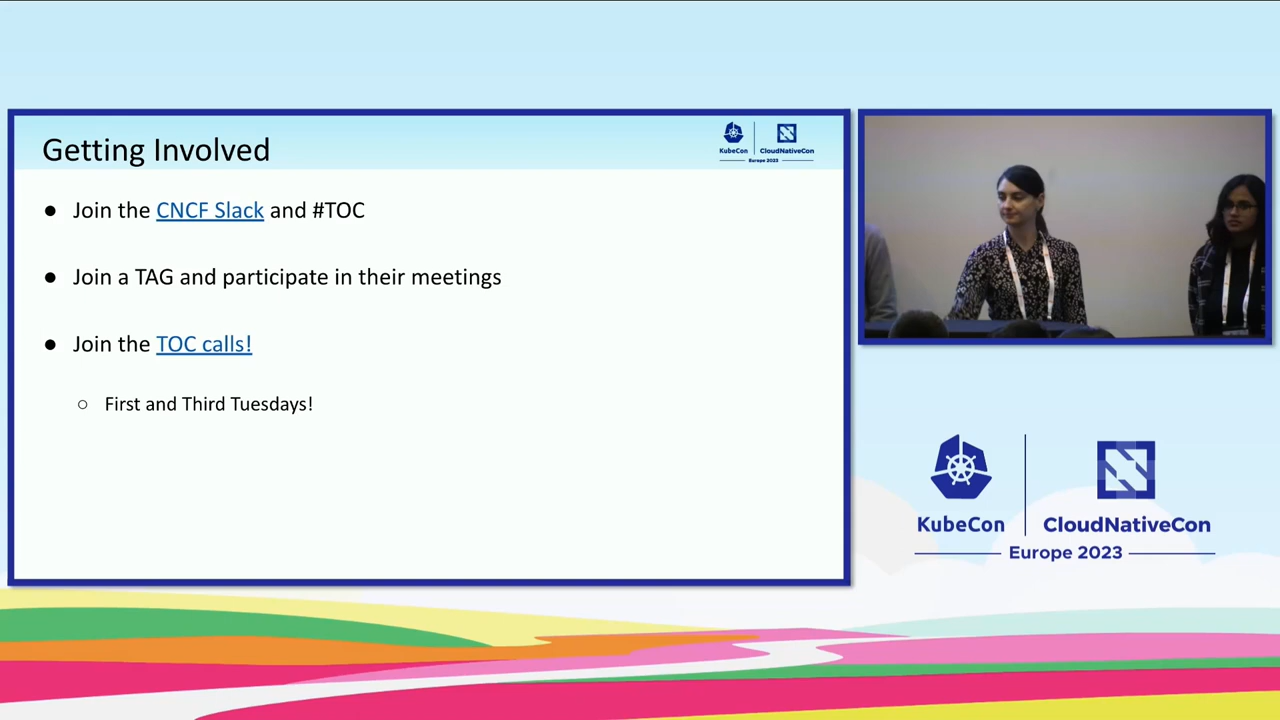 Getting Involved
KubeCon
CloudNativeCon
Europe 2023
● Join the CNCF Slack and #TOC
● Join a TAG and participate in their meetings
● Join the TOC calls!
○ First and Third Tuesdays!
KubeCon
CloudNativeCon
Europe 2023